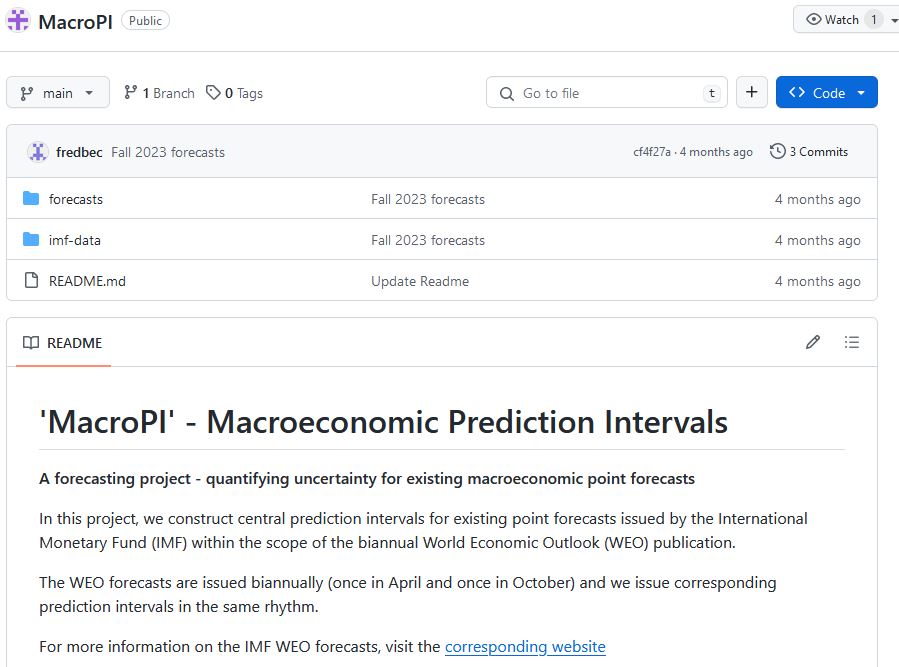 MacroPI Public Watch 1
main 1 Branch 0 Tags Go to file t + Code
fredbec Fall 2023 forecasts cf4f27a · 4 months ago 3 Commits
forecasts Fall 2023 forecasts 4 months ago
imf-data Fall 2023 forecasts 4 months ago
README.md Update Readme 4 months ago
README
'MacroPI' - Macroeconomic Prediction Intervals
A forecasting project - quantifying uncertainty for existing macroeconomic point forecasts
In this project, we construct central prediction intervals for existing point forecasts issued by the International
Monetary Fund (IMF) within the scope of the biannual World Economic Outlook (WEO) publication.
The WEO forecasts are issued biannually (once in April and once in October) and we issue corresponding
prediction intervals in the same rhythm.
For more information on the IMF WEO forecasts, visit the corresponding website